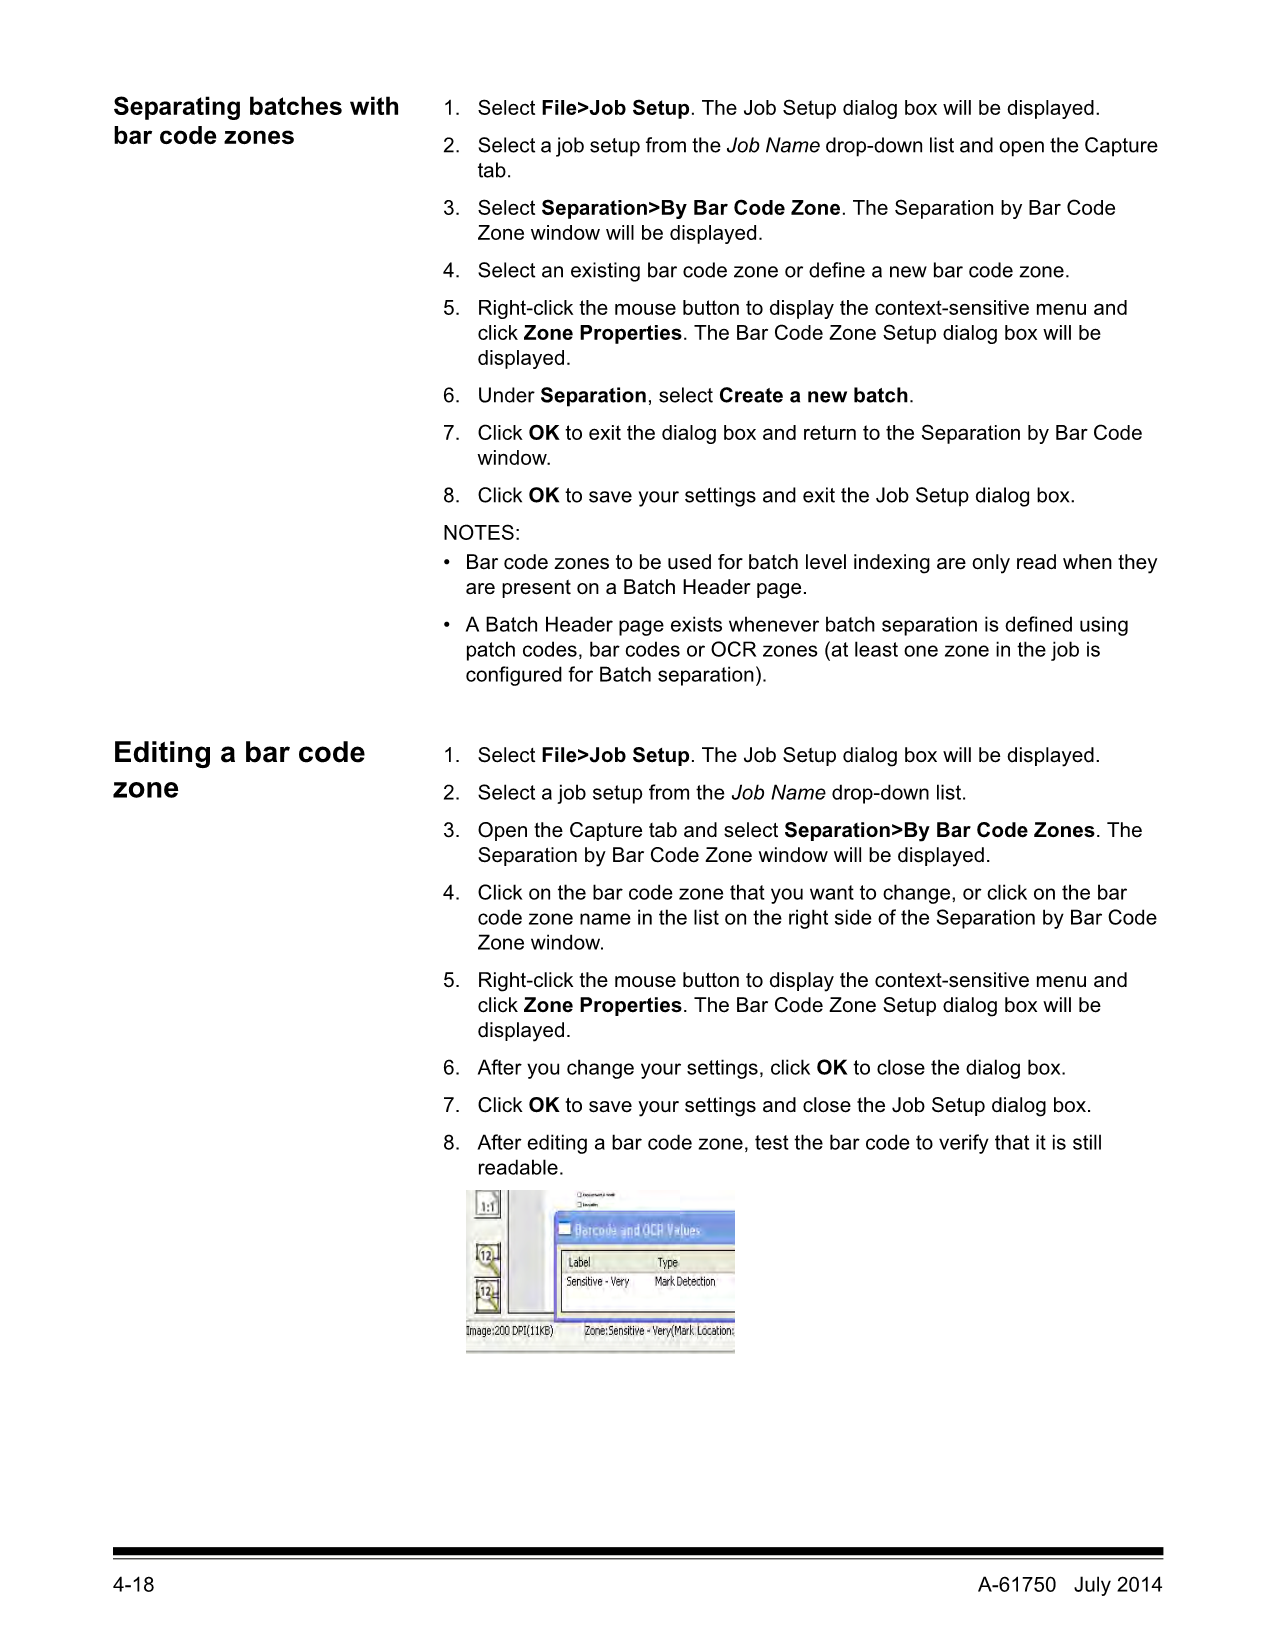 Separating batches with
bar code zones
1. Select File>Job Setup. The Job Setup dialog box will be displayed.
2. Select a job setup from the Job Name drop-down list and open the Capture
tab.
3. Select Separation>By Bar Code Zone. The Separation by Bar Code
Zone window will be displayed.
4. Select an existing bar code zone or define a new bar code zone.
5. Right-click the mouse button to display the context-sensitive menu and
click Zone Properties. The Bar Code Zone Setup dialog box will be
displayed.
6. Under Separation, select Create a new batch.
7. Click OK to exit the dialog box and return to the Separation by Bar Code
window.
8. Click OK to save your settings and exit the Job Setup dialog box.
NOTES:
• Bar code zones to be used for batch level indexing are only read when they
are present on a Batch Header page.
• A Batch Header page exists whenever batch separation is defined using
patch codes, bar codes or OCR zones (at least one zone in the job is
configured for Batch separation).
Editing a bar code
zone
1. Select File>Job Setup. The Job Setup dialog box will be displayed.
2. Select a job setup from the Job Name drop-down list.
3. Open the Capture tab and select Separation>By Bar Code Zones. The
Separation by Bar Code Zone window will be displayed.
4. Click on the bar code zone that you want to change, or click on the bar
code zone name in the list on the right side of the Separation by Bar Code
Zone window.
5. Right-click the mouse button to display the context-sensitive menu and
click Zone Properties. The Bar Code Zone Setup dialog box will be
displayed.
6. After you change your settings, click OK to close the dialog box.
7. Click OK to save your settings and close the Job Setup dialog box.
8. After editing a bar code zone, test the bar code to verify that it is still
readable.
1:1
Barcode and OCR Values
12
Label Type
Sensitive - Very Mark Detection
12
Image:200 DPI(11KB) Zone:Sensitive - Very(Mark Location:
4-18 A-61750 July 2014